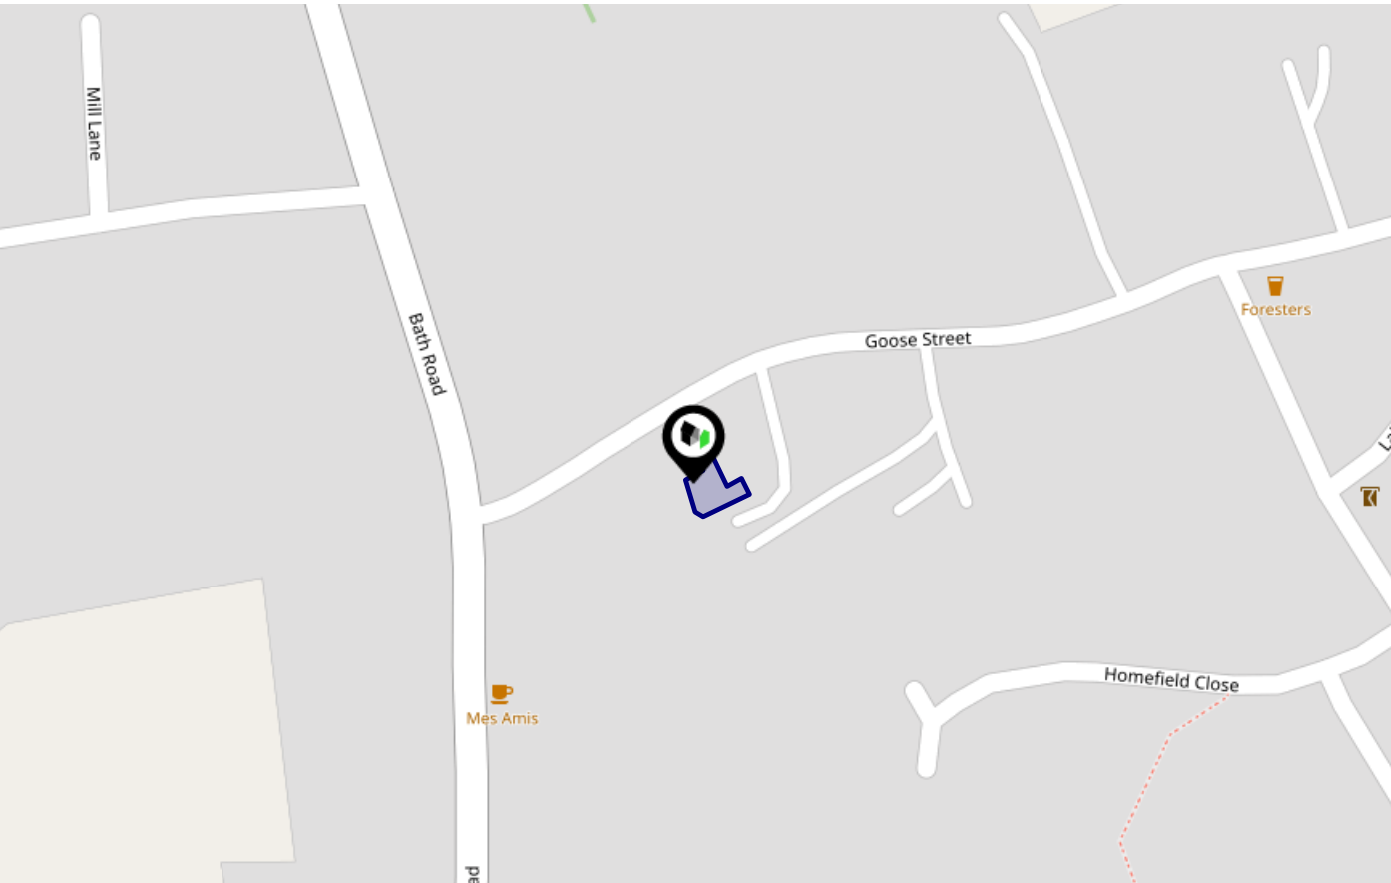 Mill Lane
Bath Road
Goose Street
Foresters
Homefield Close
Mes Amis